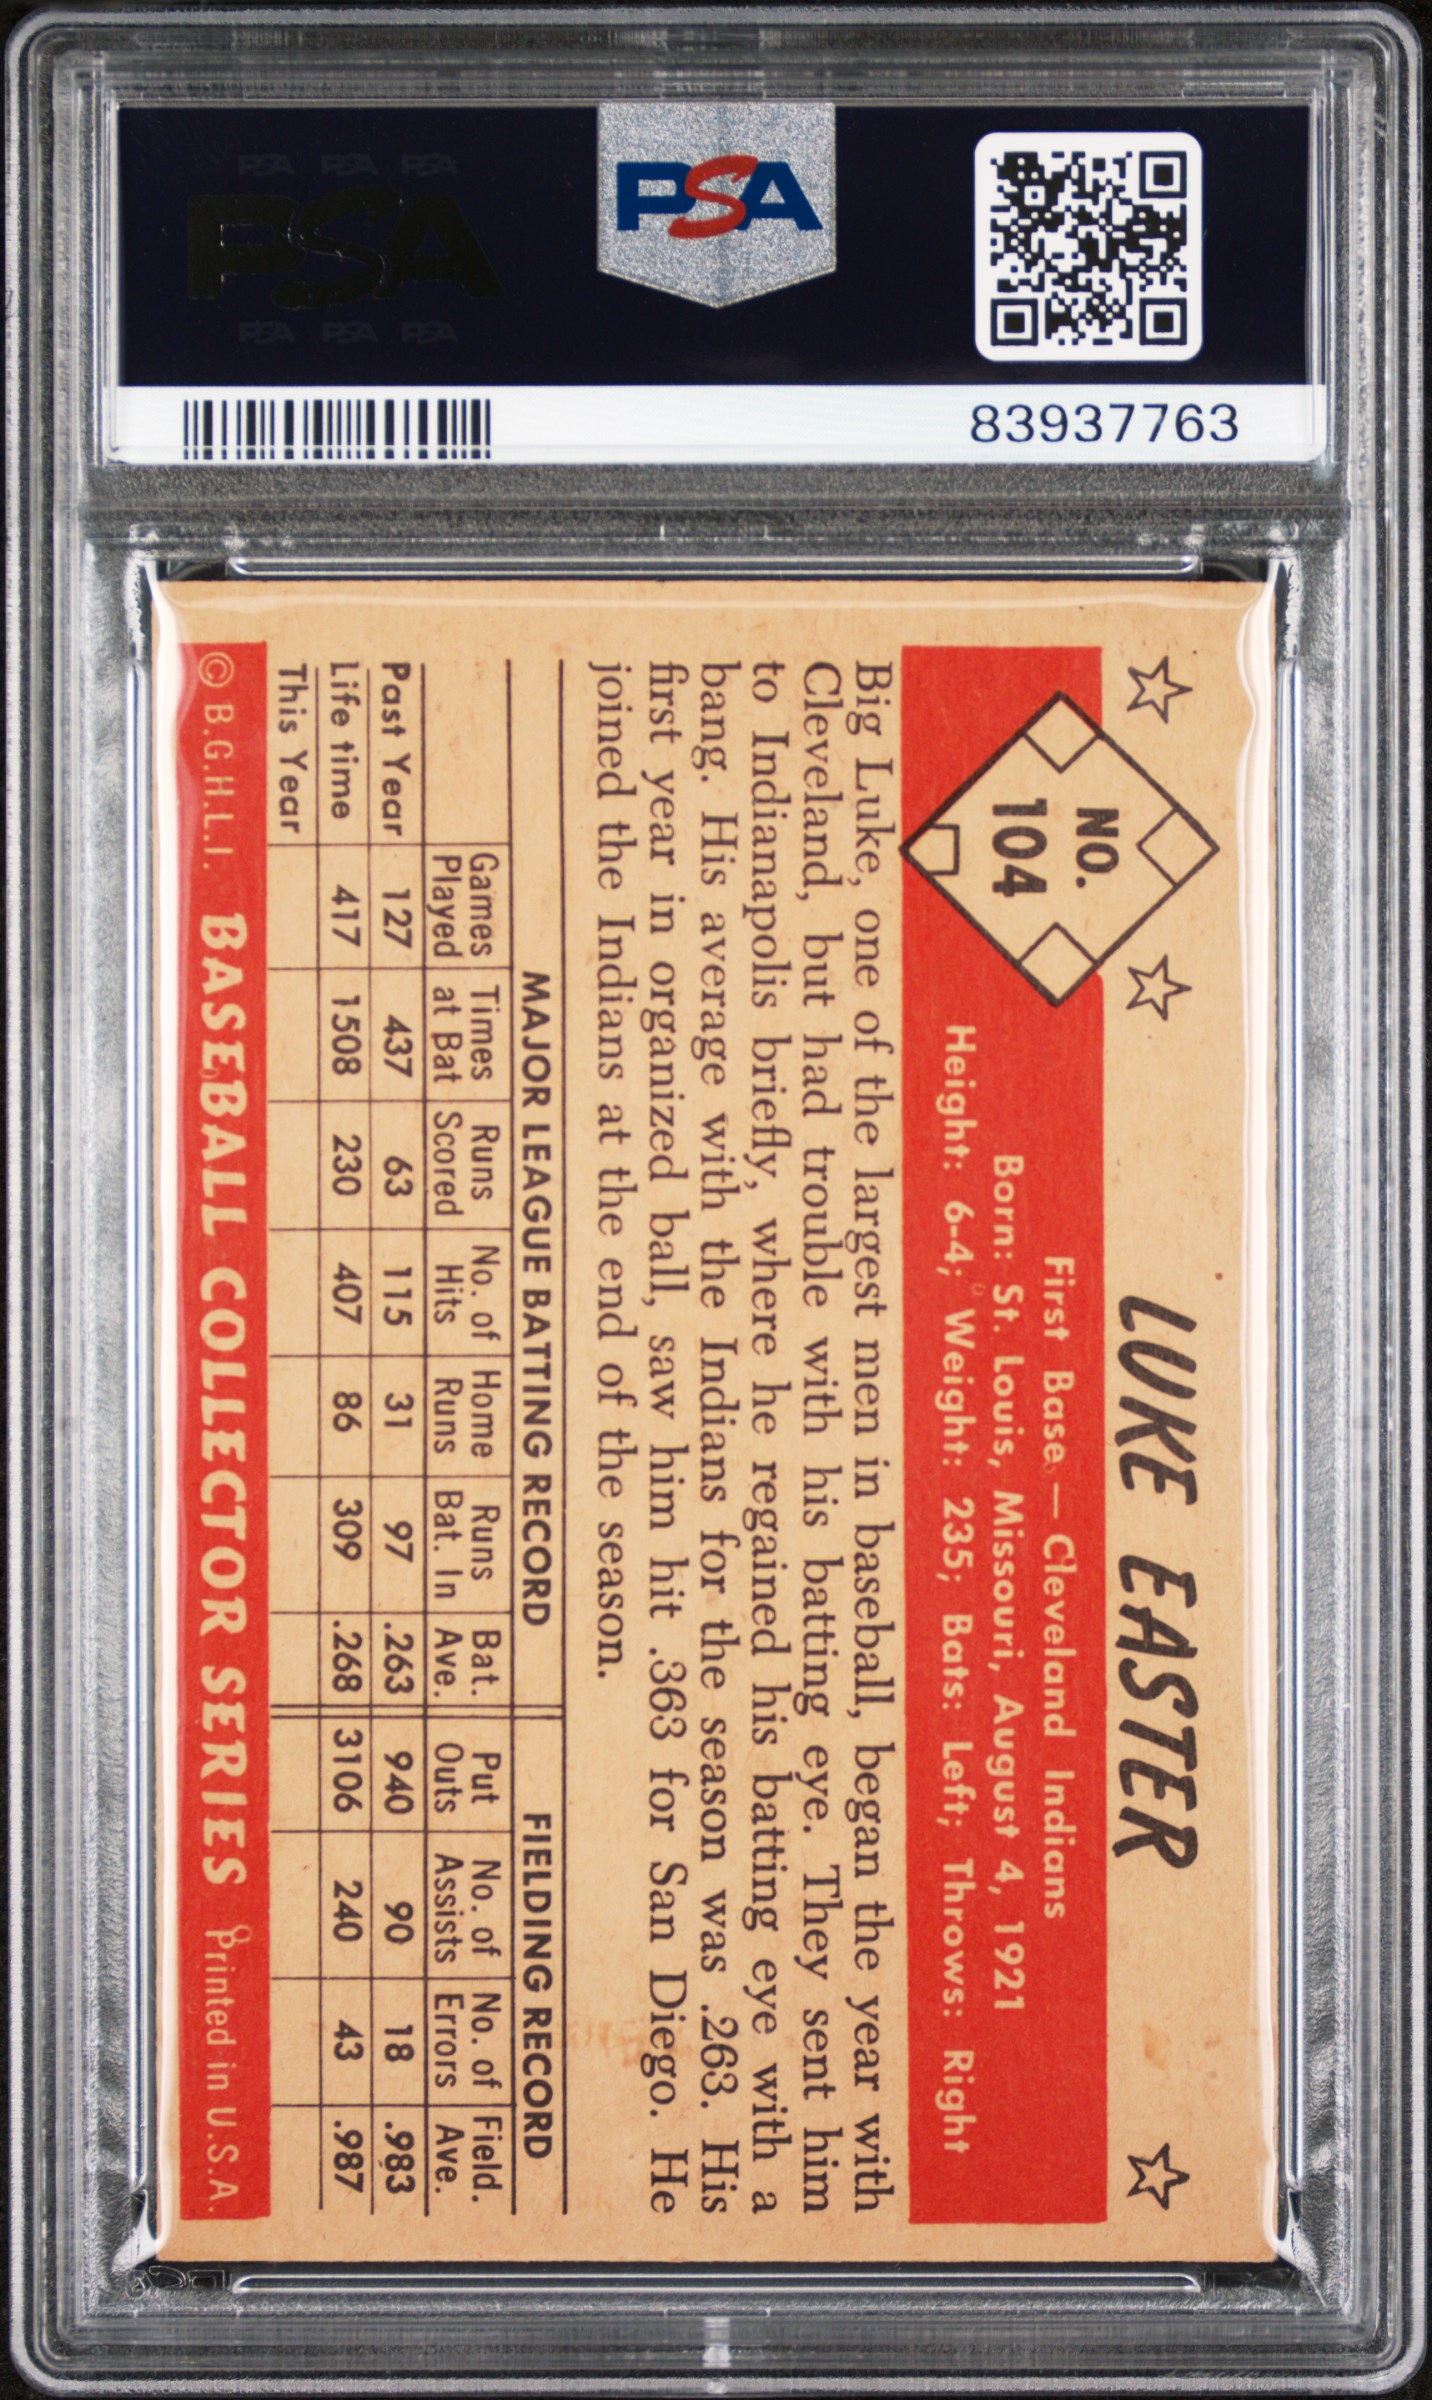 PSA PSA PSA
PSA
PSA PSA PSA
PSA
83937763
NO.
104
LUKE EASTER
First Base — Cleveland Indians
Born: St. Louis, Missouri, August 4, 1921
Height: 6-4; Weight: 235; Bats: Left; Throws: Right
Big Luke, one of the largest men in baseball, began the year with
Cleveland, but had trouble with his batting eye. They sent him
to Indianapolis briefly, where he regained his batting eye with a
bang. His average with the Indians for the season was .263. His
first year in organized ball, saw him hit .363 for San Diego. He
joined the Indians at the end of the season.
MAJOR LEAGUE BATTING RECORD FIELDING RECORD
Games Times Runs No. of Home Runs Bat. Put No. of No. of Field.
Played at Bat Scored Hits Runs Bat. In Ave. Outs Assists Errors Ave.
Past Year 127 437 63 115 31 97 .263 940 90 18 .983
Life time 417 1508 230 407 86 309 .268 3106 240 43 .987
This Year
© B.G.H.L.I. BASEBALL COLLECTOR SERIES Printed in U.S.A.